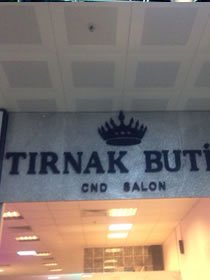 TIRNAK BUTİ
CND SALON